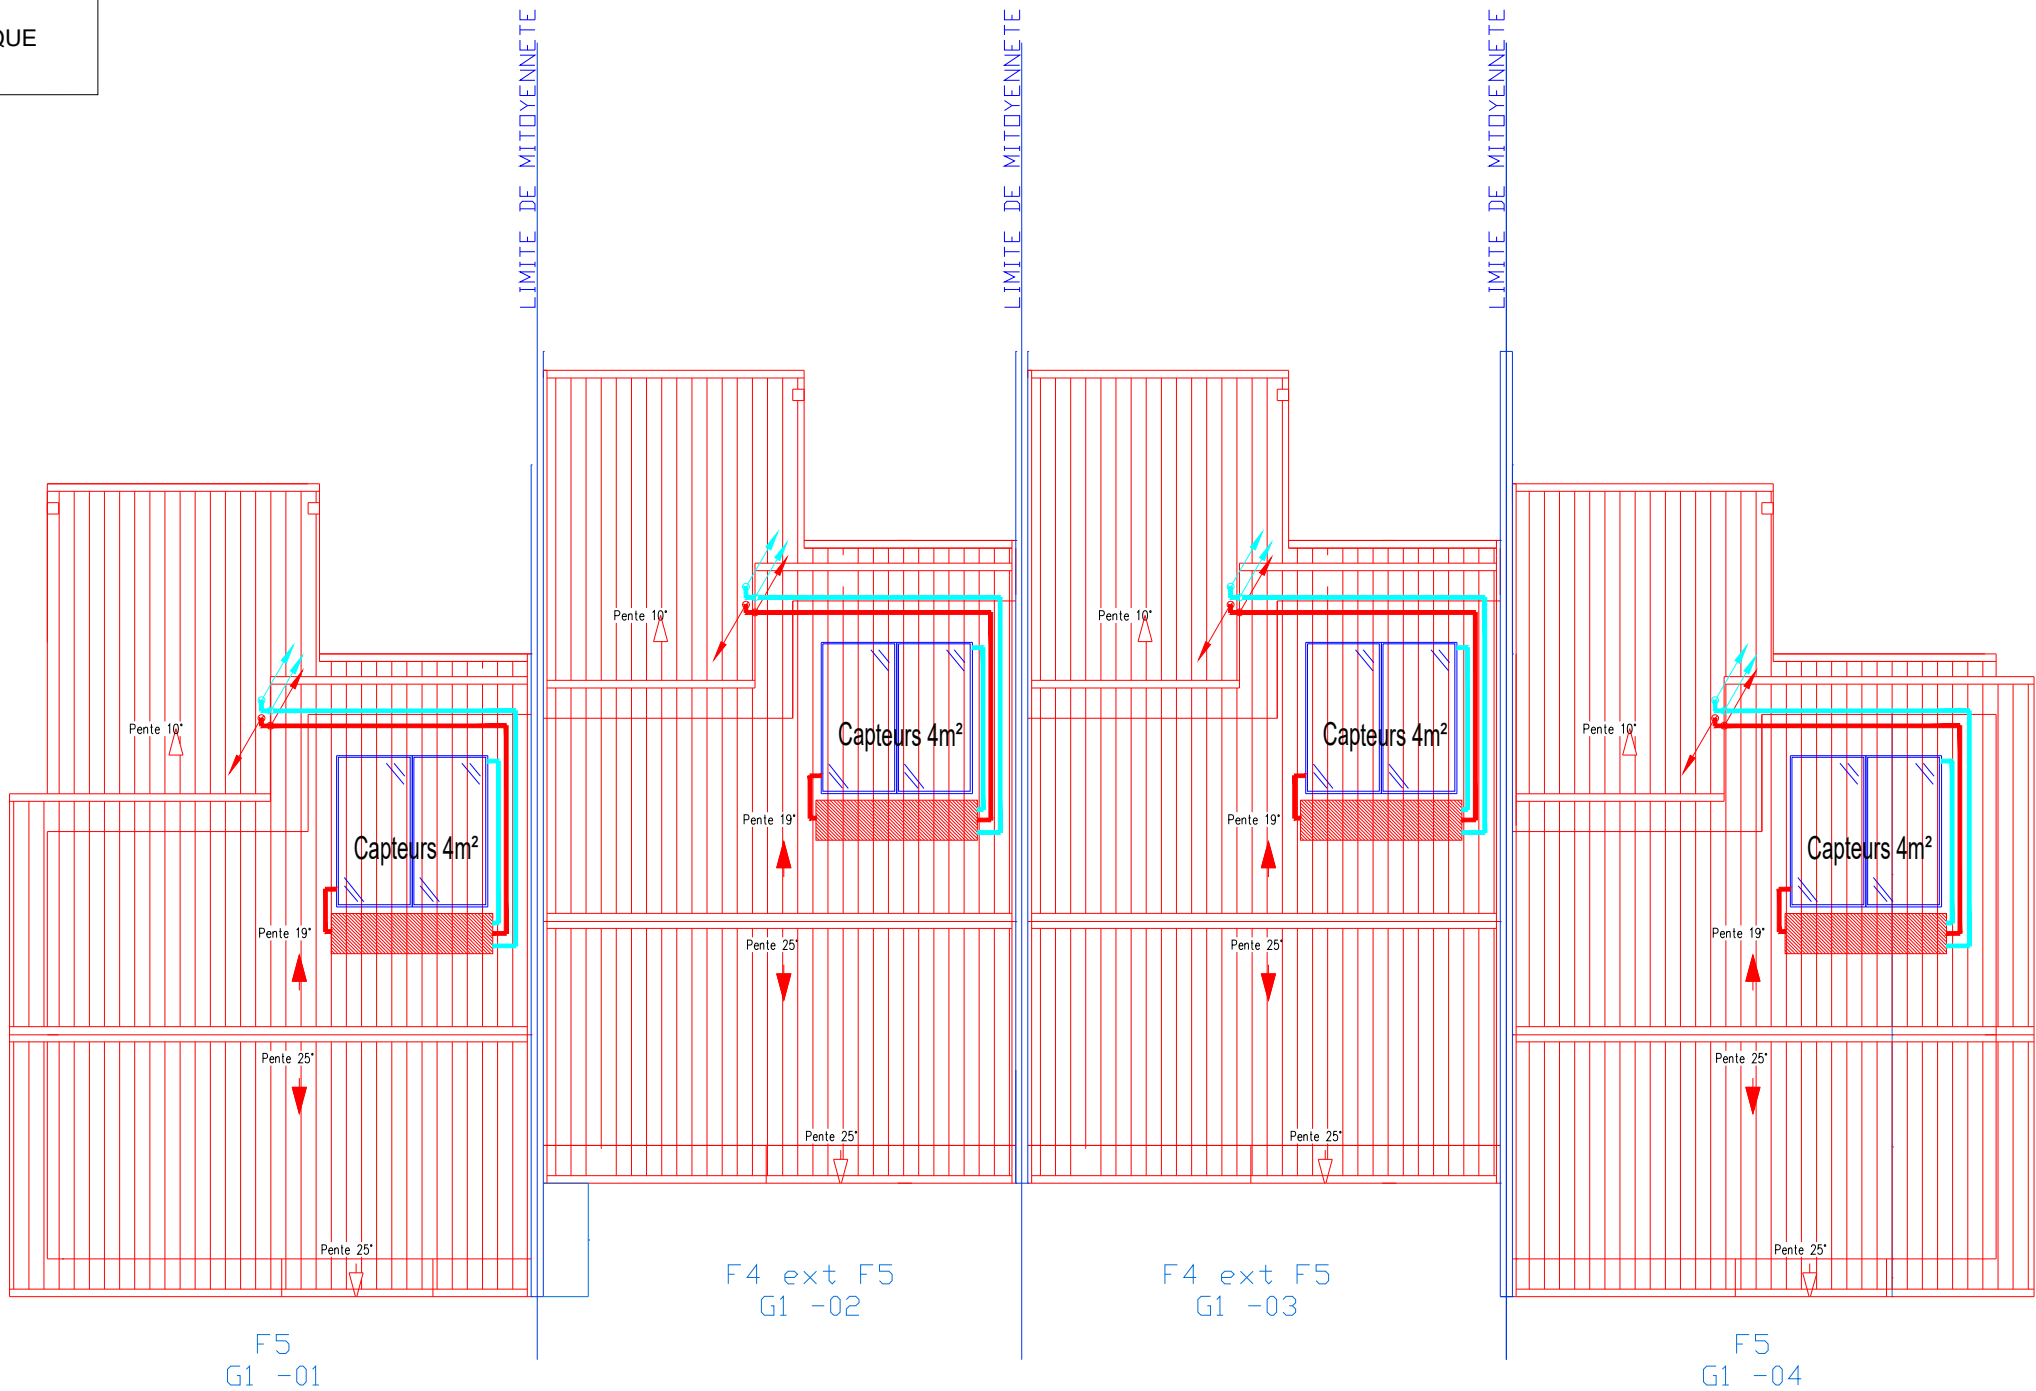 QUE
LIMITE DE MITOYENNETE
LIMITE DE MITOYENNETE
LIMITE DE MITOYENNETE
Pente 10°
Capteurs 4m²
Pente 19°
Pente 25°
Pente 25°
F5
G1 -01
Pente 10°
Capteurs 4m²
Pente 19°
Pente 25°
Pente 25°
F4 ext F5
G1 -02
Pente 10°
Capteurs 4m²
Pente 19°
Pente 25°
Pente 25°
F4 ext F5
G1 -03
Pente 10°
Capteurs 4m²
Pente 19°
Pente 25°
Pente 25°
F5
G1 -04